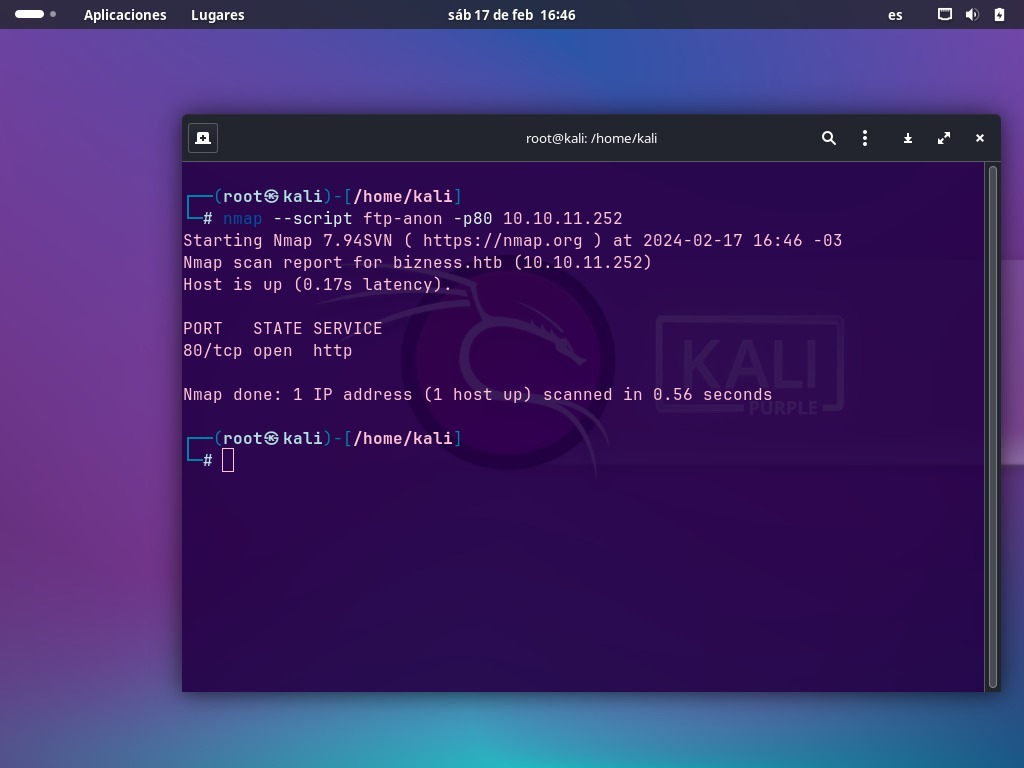 Aplicaciones Lugares sáb 17 de feb 16:46 es
root@kali: /home/kali
┌──(root㉿kali)-[/home/kali]
└─# nmap --script ftp-anon -p80 10.10.11.252
Starting Nmap 7.94SVN ( https://nmap.org ) at 2024-02-17 16:46 -03
Nmap scan report for bizness.htb (10.10.11.252)
Host is up (0.17s latency).
PORT   STATE SERVICE
80/tcp open  http
Nmap done: 1 IP address (1 host up) scanned in 0.56 seconds
┌──(root㉿kali)-[/home/kali]
└─#
KALI
PURPLE